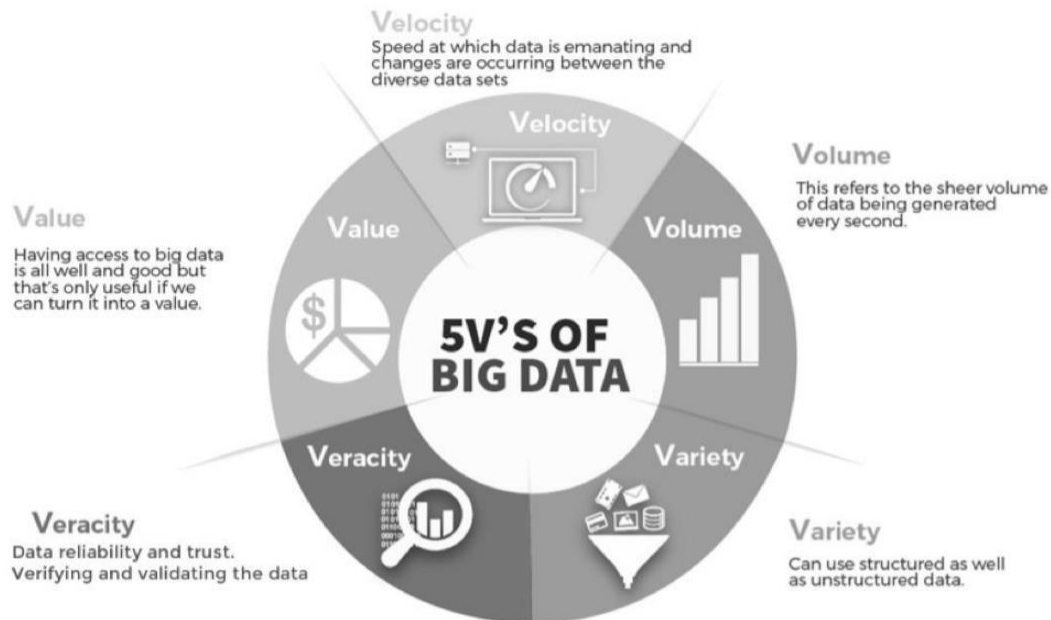 Velocity
Speed at which data is emanating and
changes are occurring between the
diverse data sets
Velocity
Volume
This refers to the sheer volume
of data being generated
every second.
Value
Having access to big data
is all well and good but
that's only useful if we
can turn it into a value.
Value
$
Volume
5V'S OF
BIG DATA
Veracity
Variety
Veracity
Data reliability and trust.
Verifying and validating the data
Variety
Can use structured as well
as unstructured data.